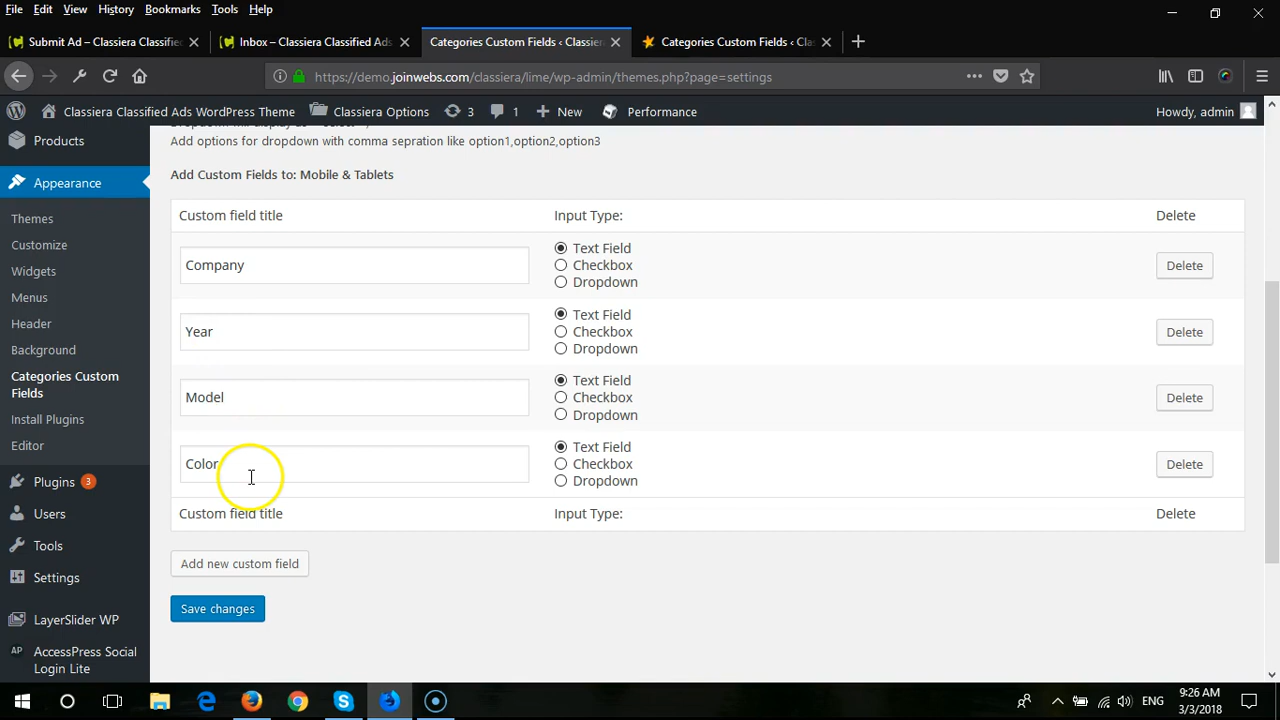 File Edit View History Bookmarks Tools Help
Submit Ad – Classiera Classified
Inbox – Classiera Classified Ads
Categories Custom Fields ‹ Classier
Categories Custom Fields ‹ Clas
https://demo.joinwebs.com/classiera/lime/wp-admin/themes.php?page=settings
Classiera Classified Ads WordPress Theme Classiera Options 3 1 New Performance Howdy, admin
Products
Appearance
Themes
Customize
Widgets
Menus
Header
Background
Categories Custom
Fields
Install Plugins
Editor
Plugins 3
Users
Tools
Settings
LayerSlider WP
AccessPress Social
Login Lite
Add options for dropdown with comma sepration like option1,option2,option3
Add Custom Fields to: Mobile & Tablets
Custom field title Input Type: Delete
Company
Text Field
Checkbox
Dropdown
Delete
Year
Text Field
Checkbox
Dropdown
Delete
Model
Text Field
Checkbox
Dropdown
Delete
Color
Text Field
Checkbox
Dropdown
Delete
Custom field title Input Type: Delete
Add new custom field
Save changes
ENG
9:26 AM
3/3/2018